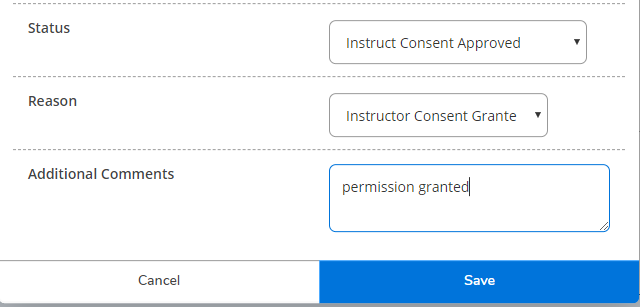 Status
Instruct Consent Approved
Reason
Instructor Consent Grante
Additional Comments
permission granted
Cancel
Save